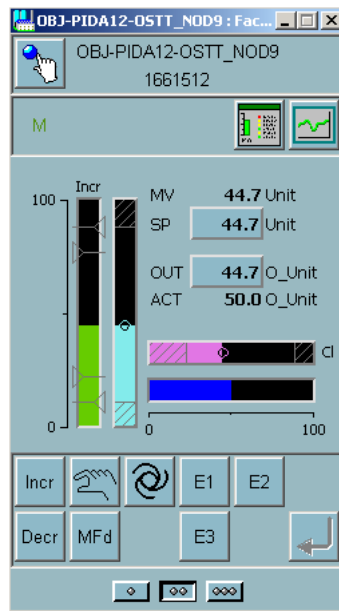 OBJ-PIDA12-OSTT_NOD9 : Fac...
OBJ-PIDA12-OSTT_NOD9
1661512
M
Incr
100
0
MV 44.7 Unit
SP 44.7 Unit
OUT 44.7 O_Unit
ACT 50.0 O_Unit
Cl
0 100
Incr E1 E2
Decr MFd E3